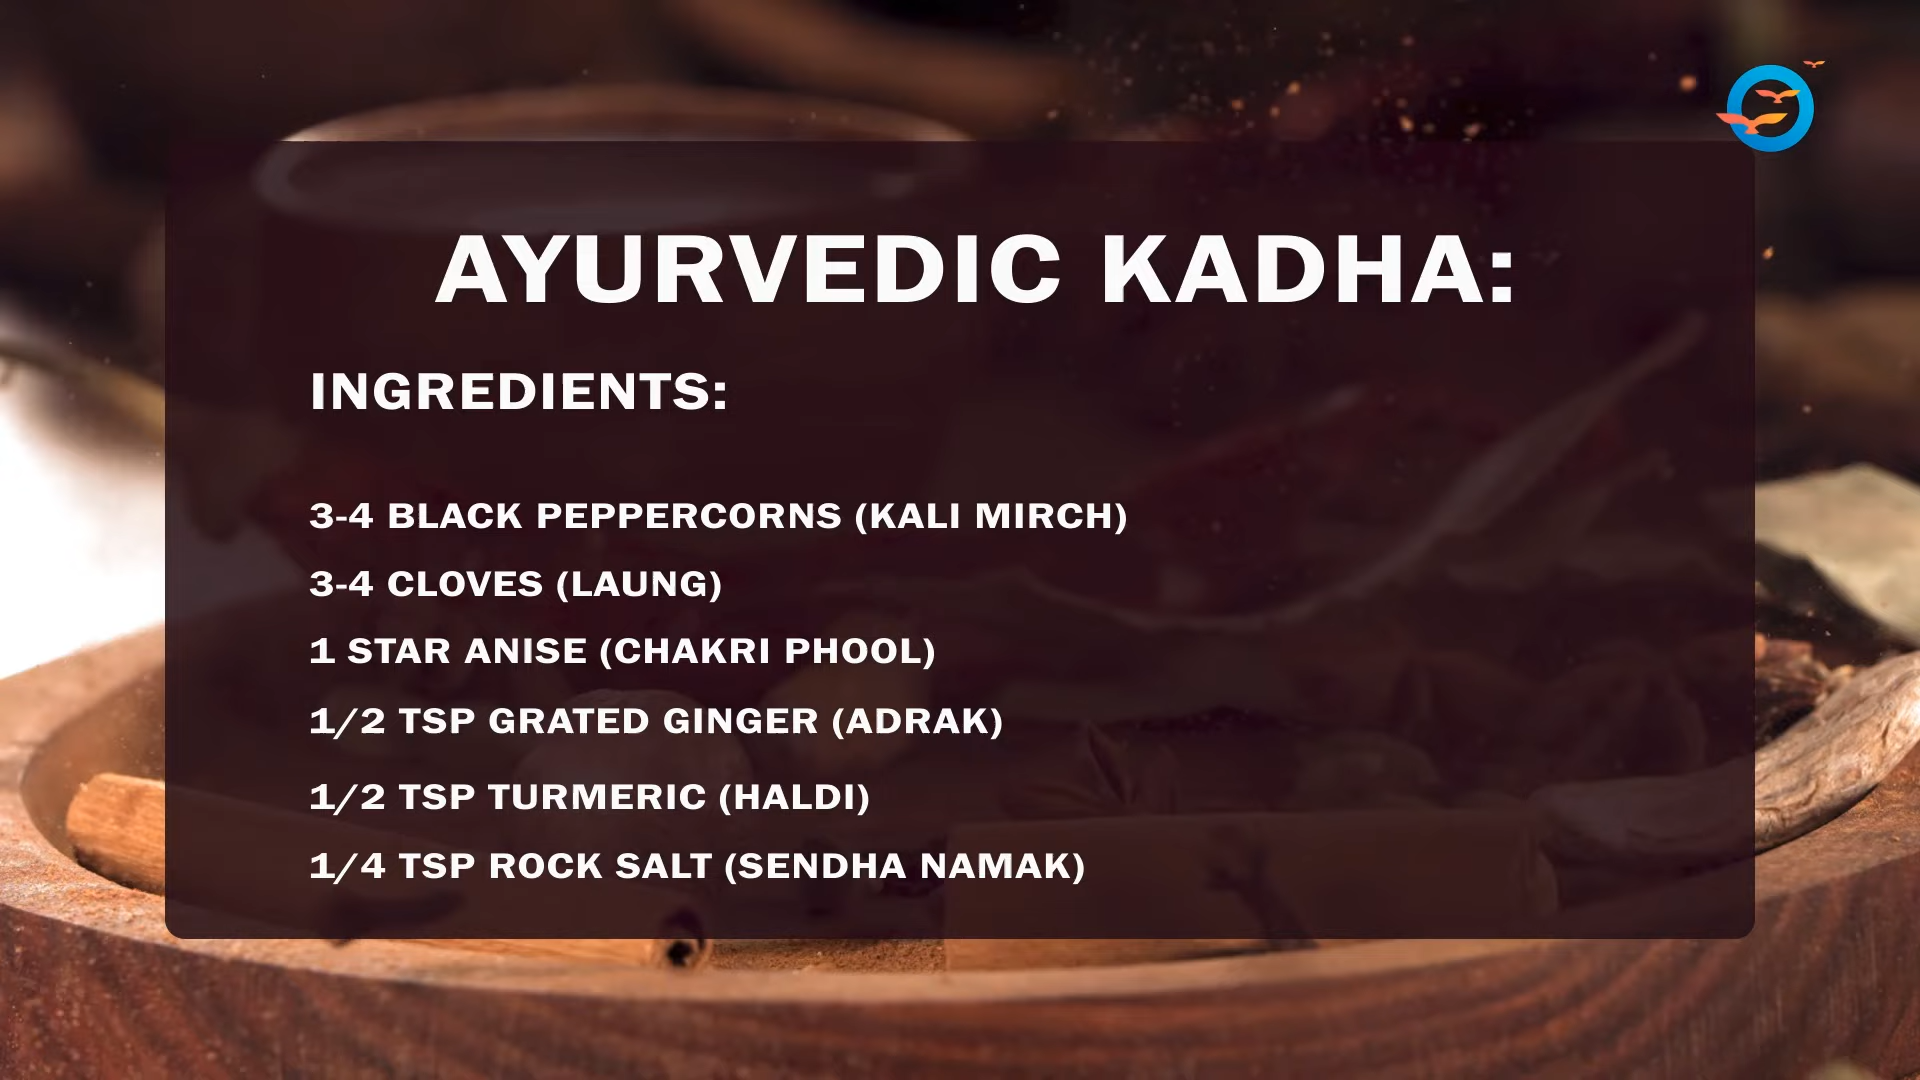 AYURVEDIC KADHA:
INGREDIENTS:
3-4 BLACK PEPPERCORNS (KALI MIRCH)
3-4 CLOVES (LAUNG)
1 STAR ANISE (CHAKRI PHOOL)
1/2 TSP GRATED GINGER (ADRAK)
1/2 TSP TURMERIC (HALDI)
1/4 TSP ROCK SALT (SENDHA NAMAK)